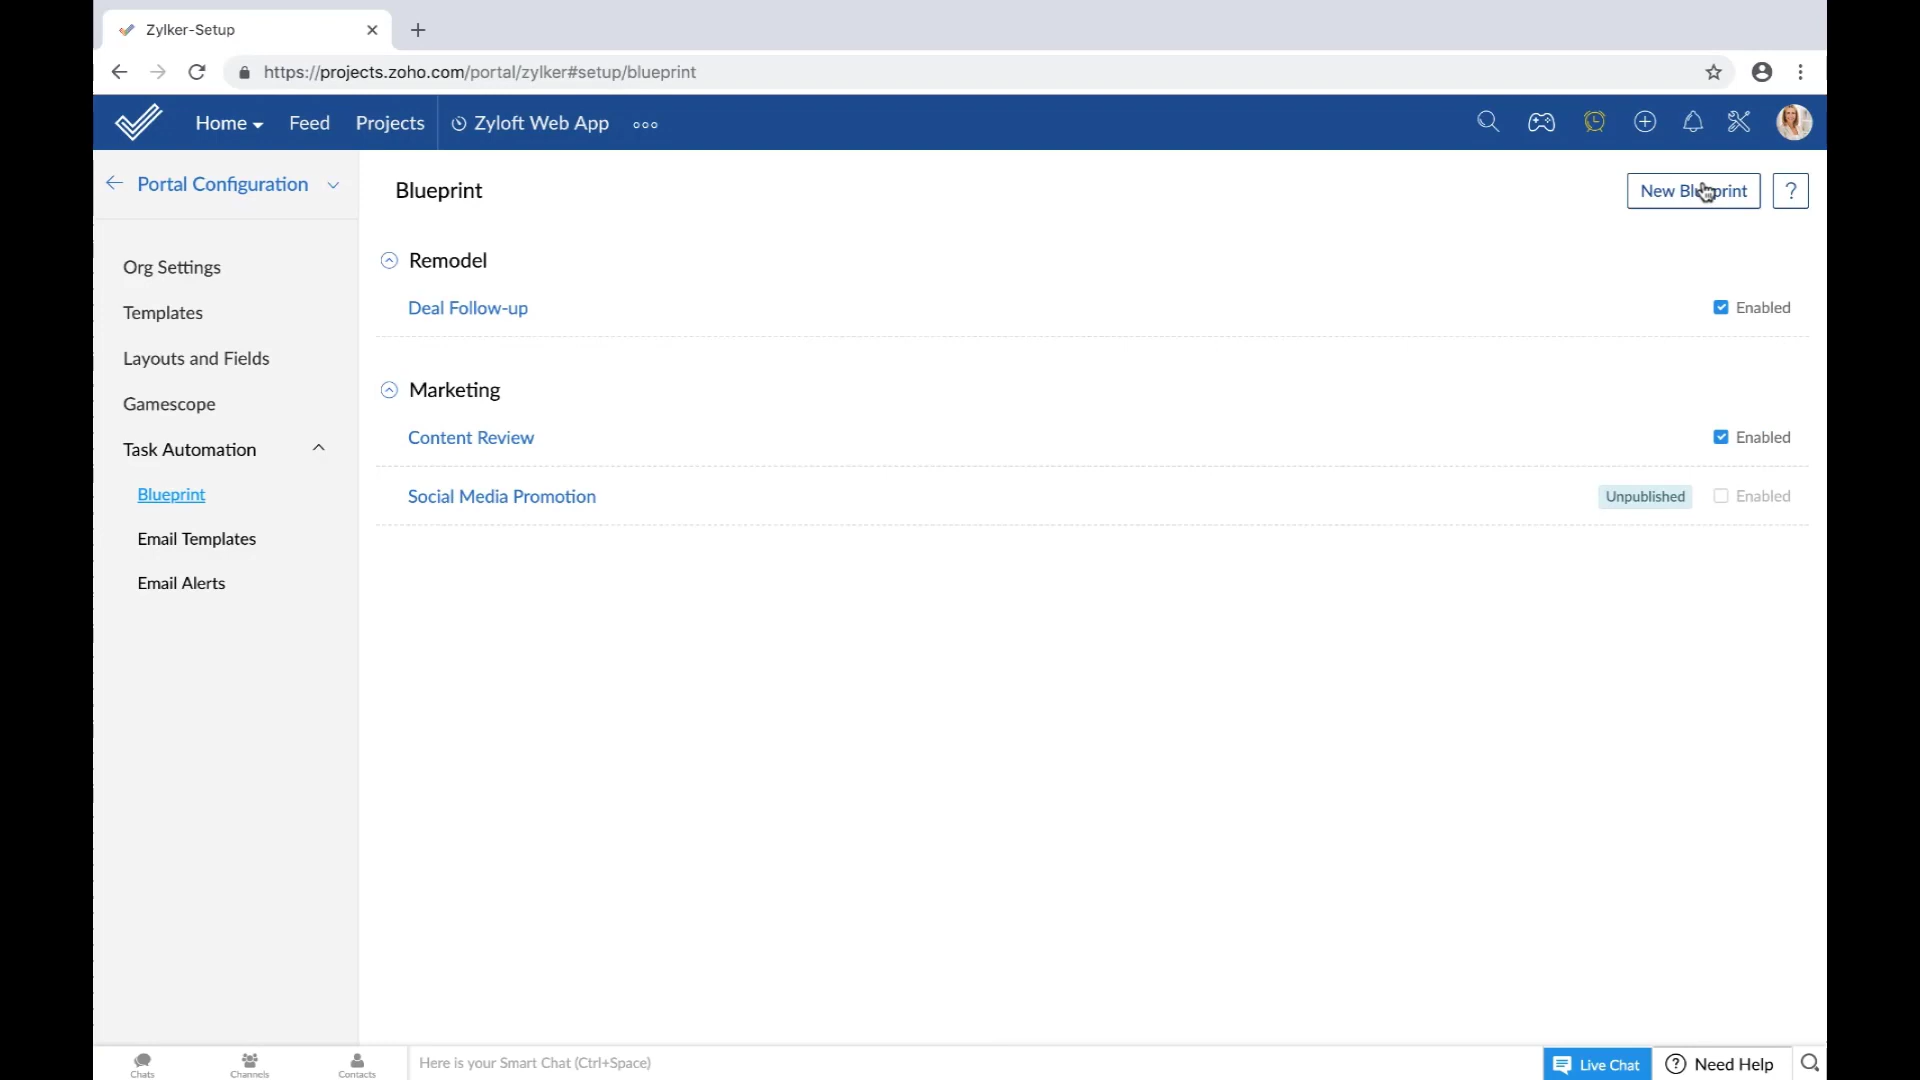 Zylker-Setup
https://projects.zoho.com/portal/zylker#setup/blueprint
Home Feed Projects Zyloft Web App
Portal Configuration
Org Settings
Templates
Layouts and Fields
Gamescope
Task Automation
Blueprint
Email Templates
Email Alerts
Blueprint
New Blueprint ?
Remodel
Deal Follow-up Enabled
Marketing
Content Review Enabled
Social Media Promotion Unpublished Enabled
Chats Channels Contacts Here is your Smart Chat (Ctrl+Space) Live Chat ? Need Help